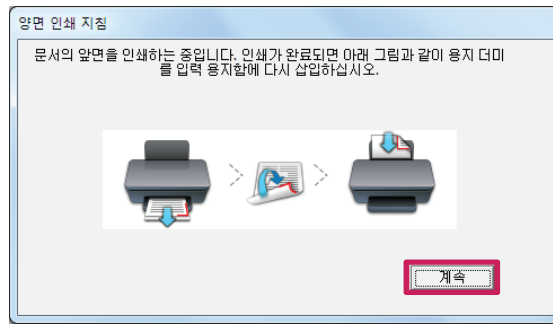 양면 인쇄 지침
문서의 앞면을 인쇄하는 중입니다. 인쇄가 완료되면 아래 그림과 같이 용지 더미
를 입력 용지함에 다시 삽입하십시오.
계속